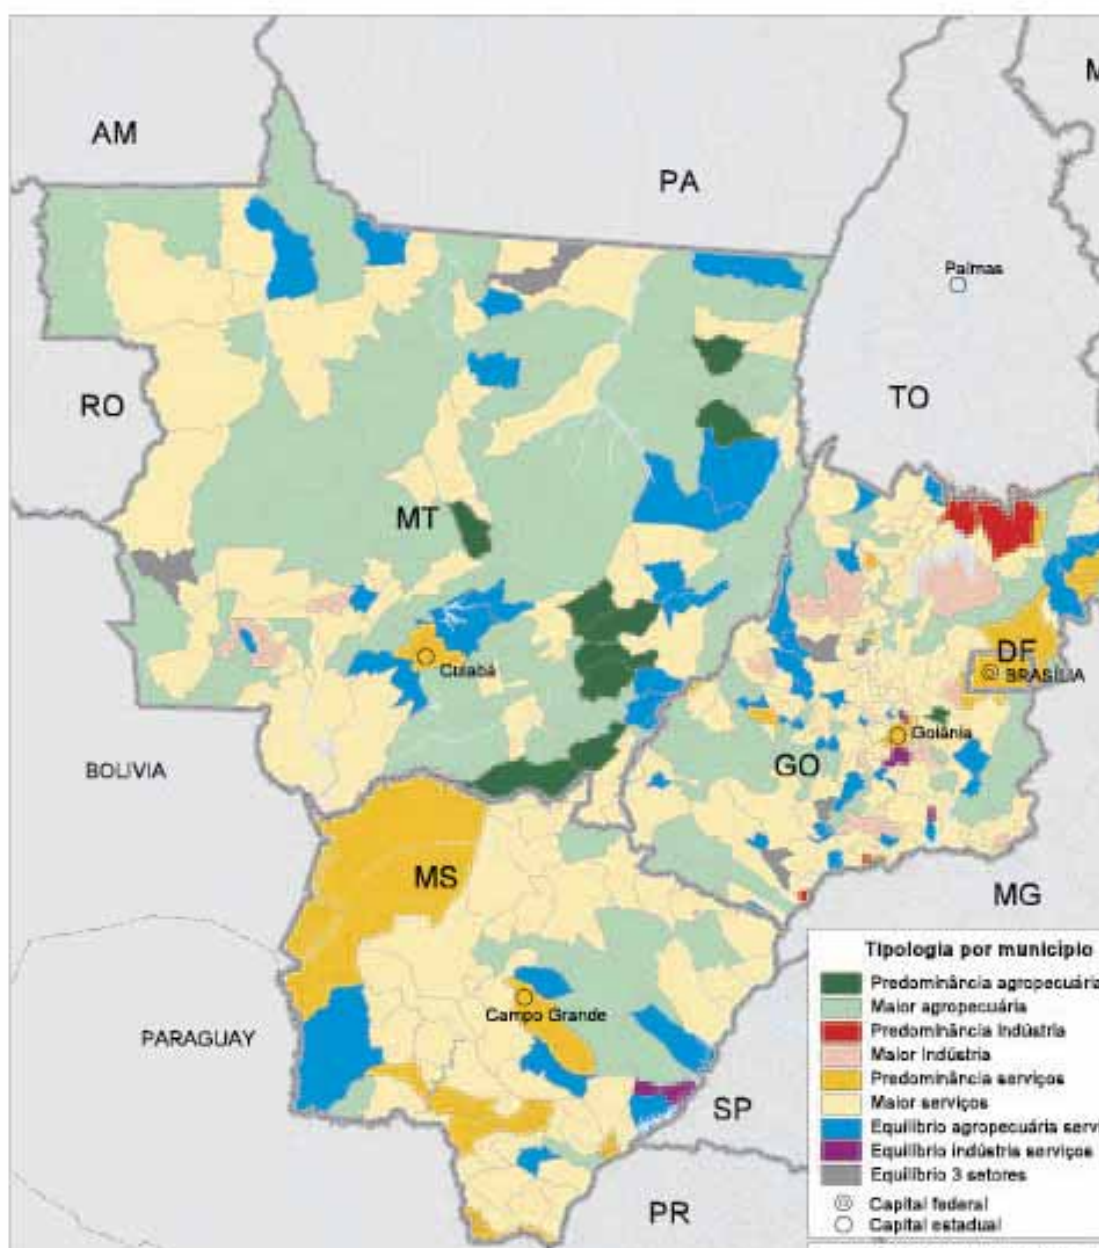 M
AM
PA
Palmas
RO
TO
MT
DF
BRASÍLIA
Cuiabá
Goiânia
BOLIVIA
GO
MS
MG
Campo Grande
PARAGUAY
SP
PR
Tipologia por município
Predominância agropecuária
Maior agropecuária
Predominância Indústria
Maior Indústria
Predominância serviços
Maior serviços
Equilíbrio agropecuária servi
Equilíbrio indústria serviços
Equilíbrio 3 setores
Capital federal
Capital estadual